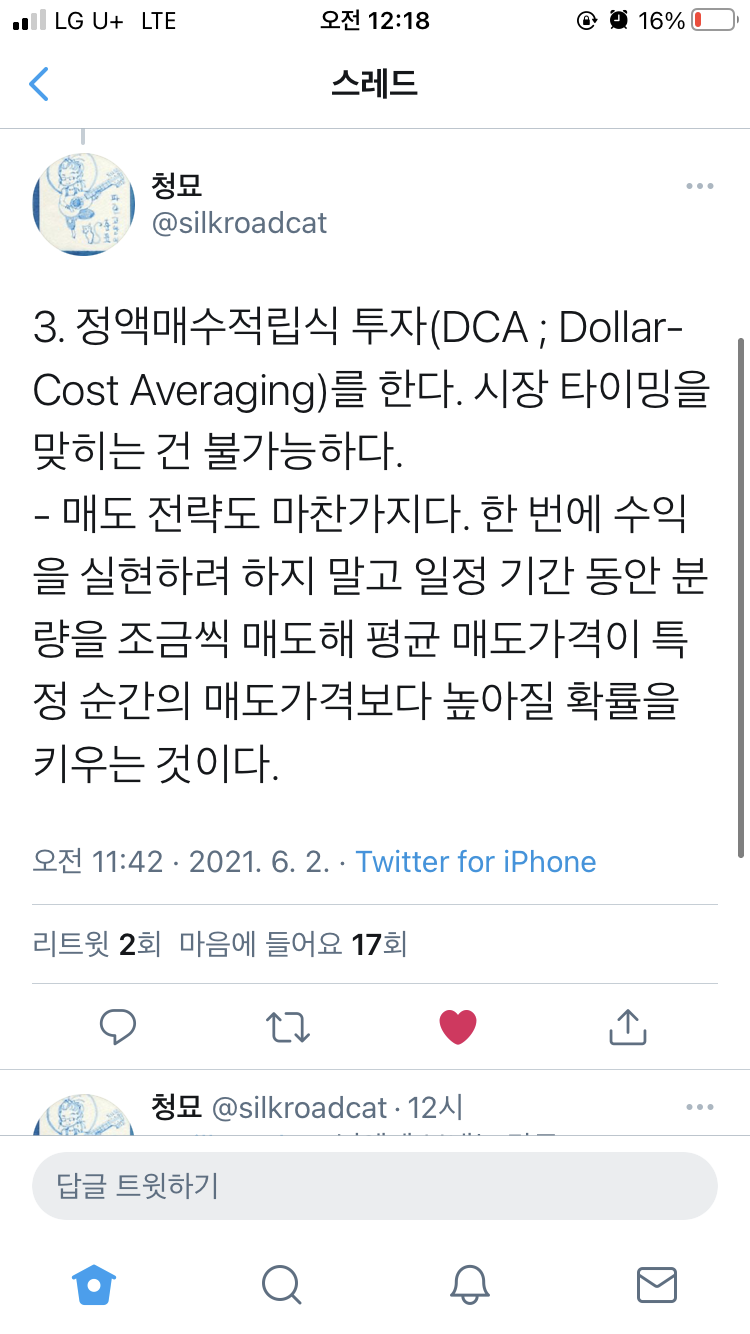 LG U+ LTE 오전 12:18 16%
스레드
청묘
@silkroadcat
3. 정액매수적립식 투자(DCA ; Dollar-
Cost Averaging)를 한다. 시장 타이밍을
맞히는 건 불가능하다.
- 매도 전략도 마찬가지다. 한 번에 수익
을 실현하려 하지 말고 일정 기간 동안 분
량을 조금씩 매도해 평균 매도가격이 특
정 순간의 매도가격보다 높아질 확률을
키우는 것이다.
오전 11:42 · 2021. 6. 2. · Twitter for iPhone
리트윗 2회 마음에 들어요 17회
청묘 @silkroadcat · 12시
답글 트윗하기